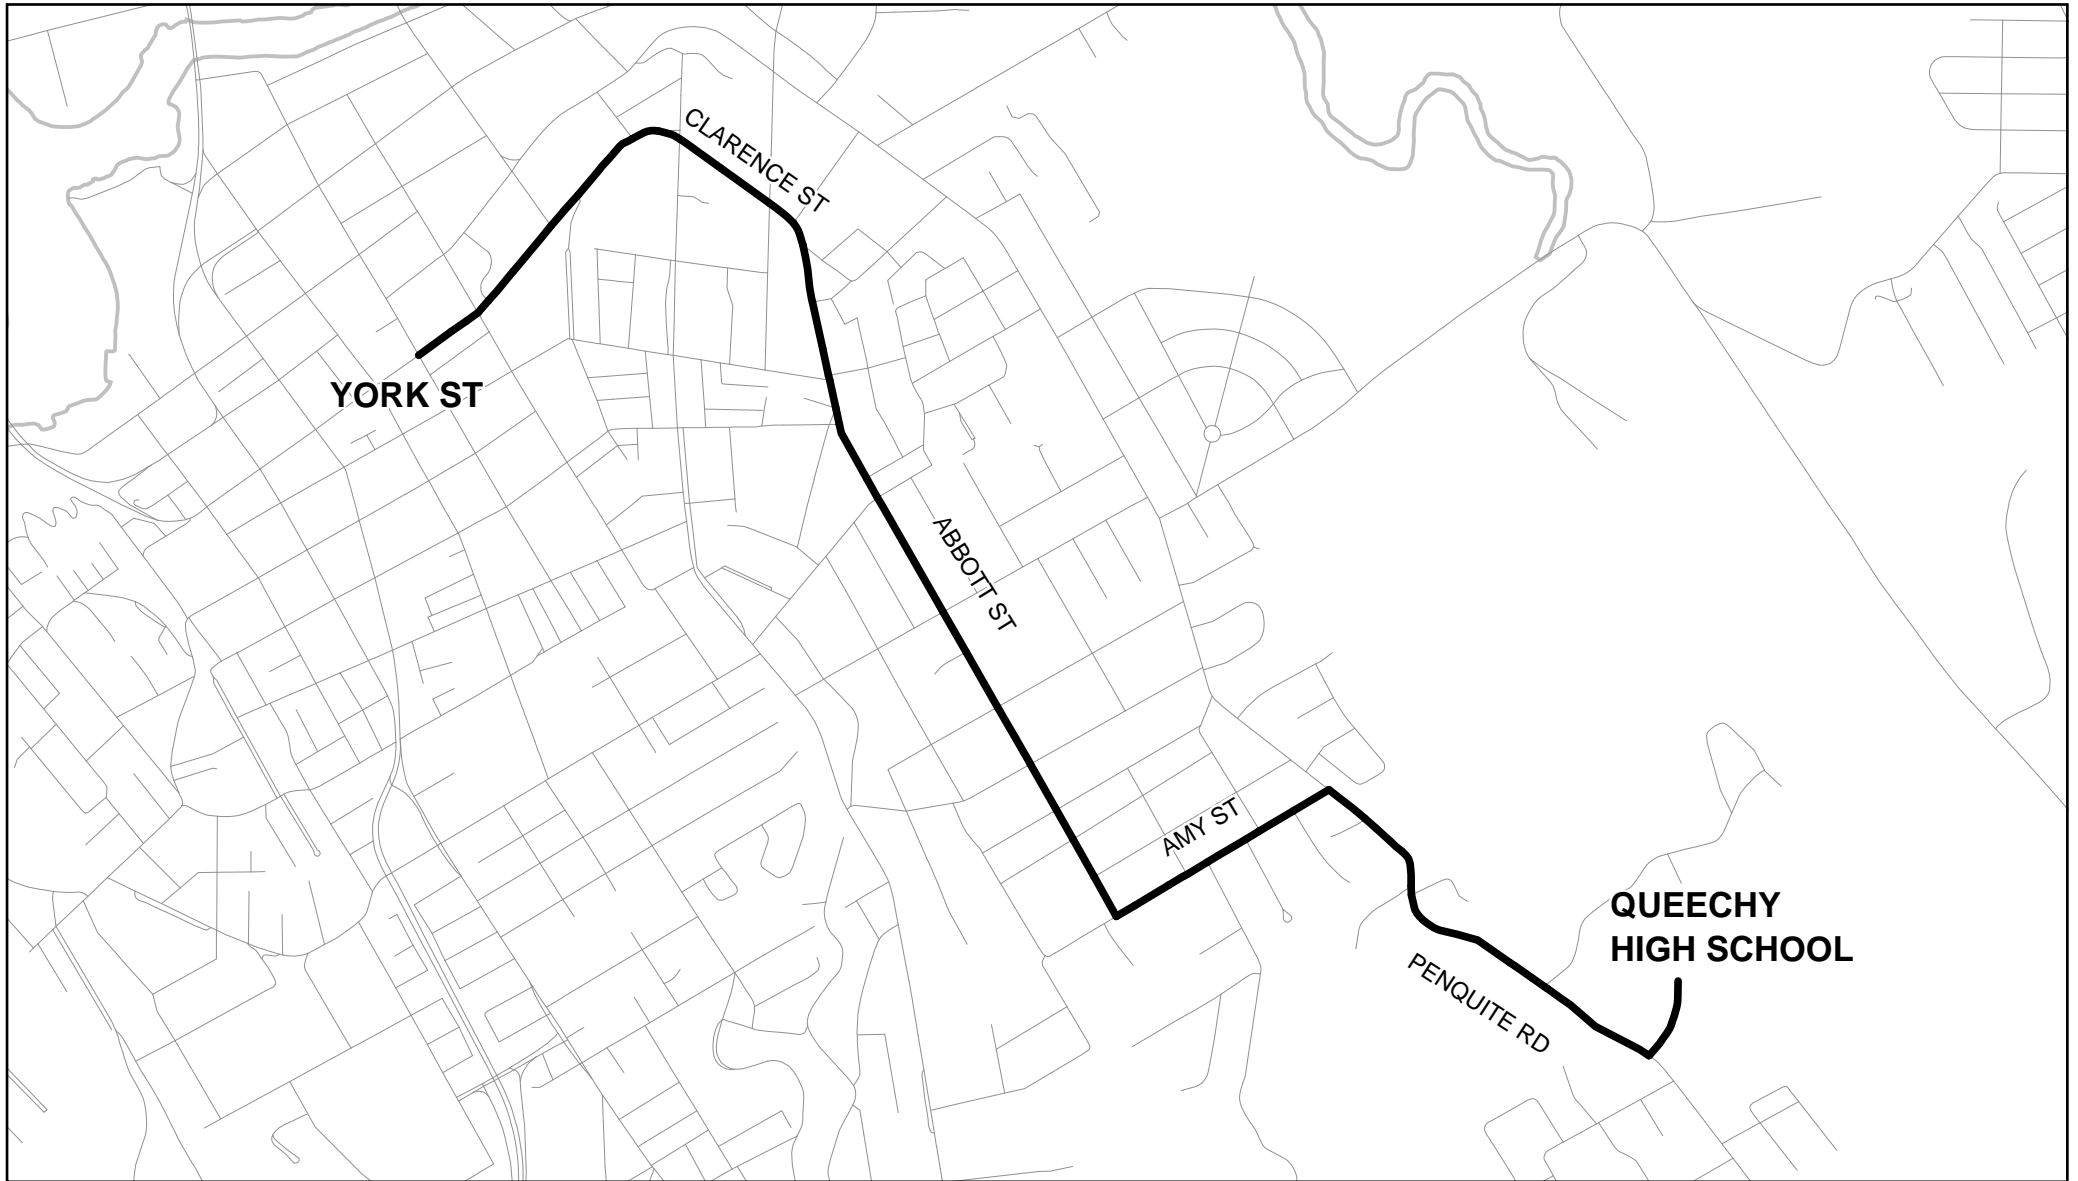 CLARENCE ST
YORK ST
ABBOTT ST
AMY ST
QUEECHY
HIGH SCHOOL
PENQUITE RD